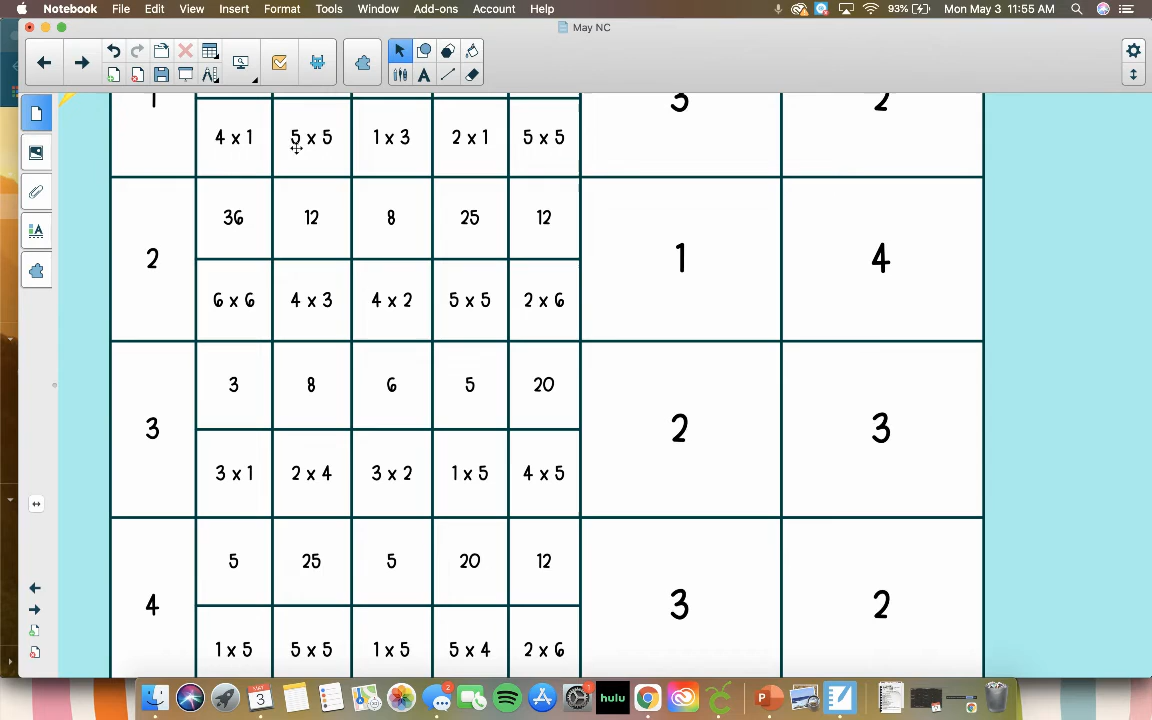 Notebook File Edit View Insert Format Tools Window Add-ons Account Help 93% Mon May 3 11:55 AM
May NC
1 3 2
4 x 1 5 x 5 1 x 3 2 x 1 5 x 5
36 12 8 25 12
2 1 4
6 x 6 4 x 3 4 x 2 5 x 5 2 x 6
3 8 6 5 20
3 2 3
3 x 1 2 x 4 3 x 2 1 x 5 4 x 5
5 25 5 20 12
4 3 2
1 x 5 5 x 5 1 x 5 5 x 4 2 x 6
3 2 hulu